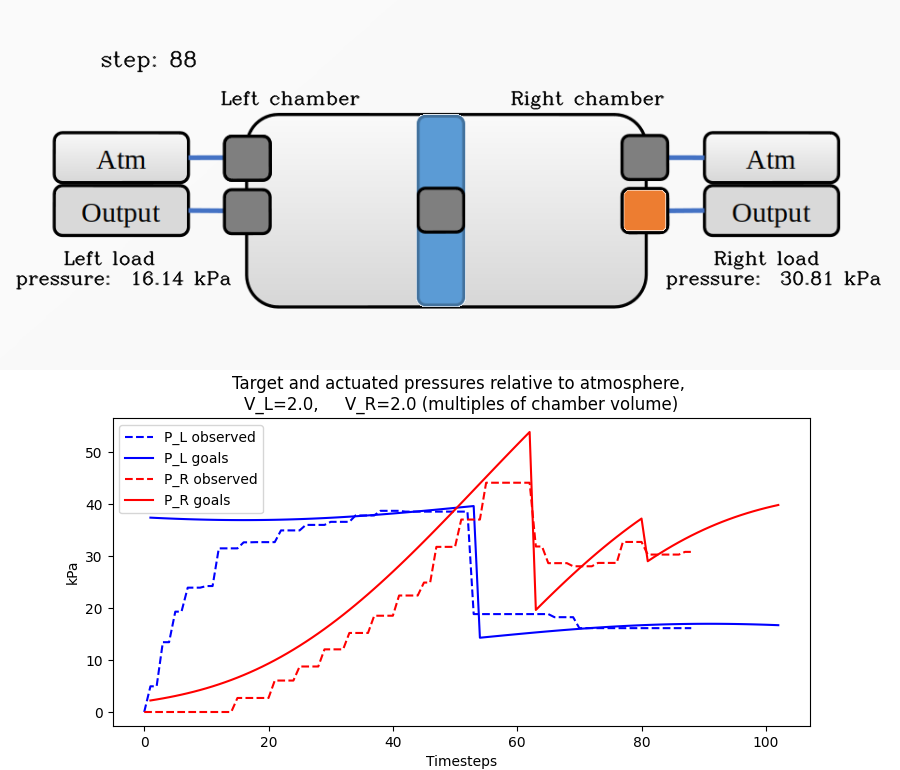 step: 88
Left chamber
Right chamber
Atm
Atm
Output
Output
Left load
pressure: 16.14 kPa
Right load
pressure: 30.81 kPa
Target and actuated pressures relative to atmosphere,
V_L=2.0, V_R=2.0 (multiples of chamber volume)
P_L observed
P_L goals
P_R observed
P_R goals
50
40
30
20
10
0
kPa
0 20 40 60 80 100
Timesteps